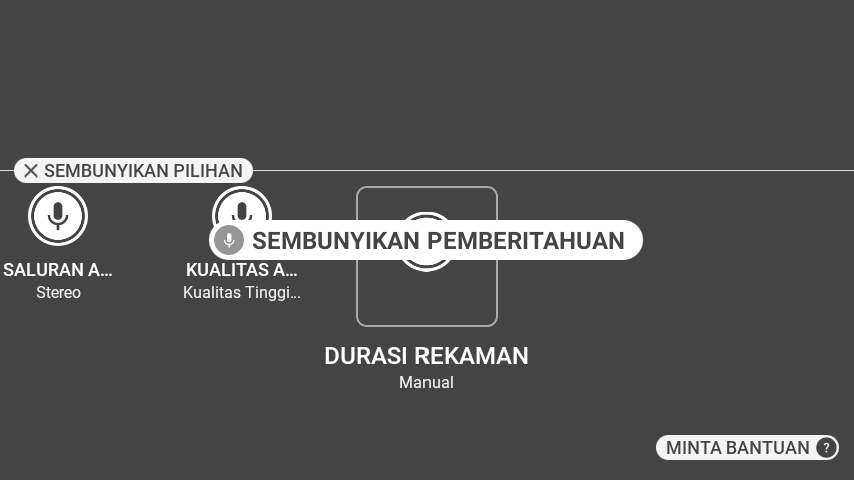 SEMBUNYIKAN PILIHAN
SEMBUNYIKAN PEMBERITAHUAN
SALURAN A...
Stereo
KUALITAS A...
Kualitas Tinggi...
DURASI REKAMAN
Manual
MINTA BANTUAN ?